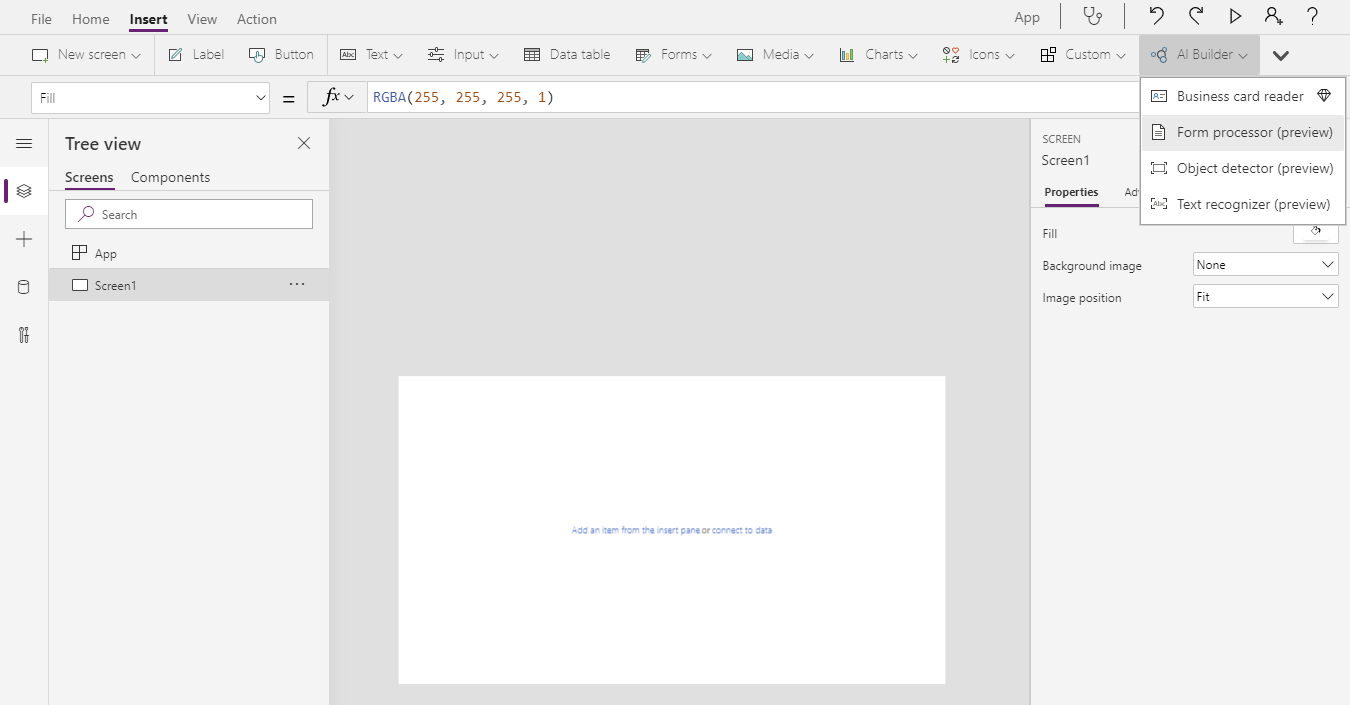 File Home Insert View Action App
New screen Label Button Abc Text Input Data table Forms Media Charts Icons Custom AI Builder
Fill = fx RGBA(255, 255, 255, 1)
Business card reader
Form processor (preview)
Object detector (preview)
Abc Text recognizer (preview)
Tree view
Screens Components
Search
App
Screen1 ...
Add an item from the insert pane or connect to data
SCREEN
Screen1
Properties Adv
Fill
Background image None
Image position Fit